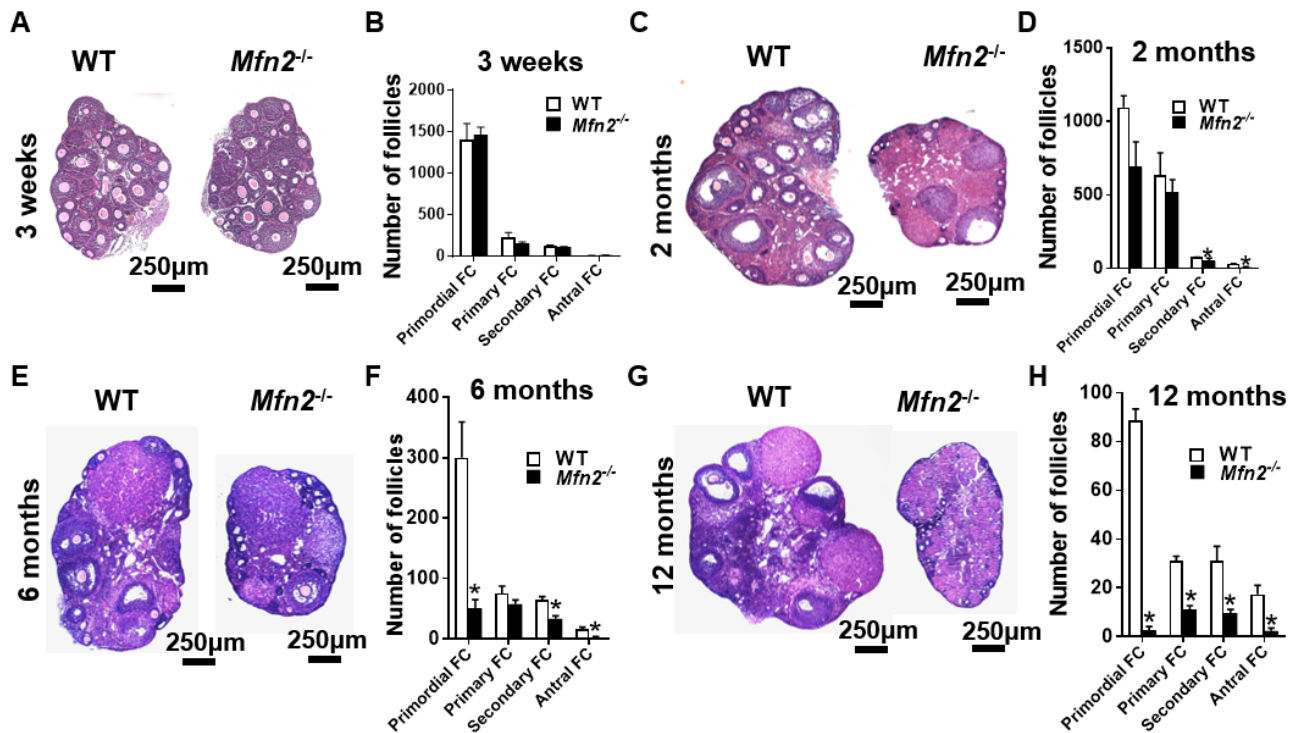 A
WT
Mfn2-/-
3 weeks
250µm
250µm
B
3 weeks
Number of follicles
2000
1500
1000
500
0
WT
Mfn2-/-
Primordial FC
Primary FC
Secondary FC
Antral FC
C
WT
Mfn2-/-
2 months
250µm
250µm
D
2 months
Number of follicles
1500
1000
500
0
WT
Mfn2-/-
*
*
Primordial FC
Primary FC
Secondary FC
Antral FC
E
WT
Mfn2-/-
6 months
250µm
250µm
F
6 months
Number of follicles
400
300
200
100
0
WT
Mfn2-/-
*
*
*
Primordial FC
Primary FC
Secondary FC
Antral FC
G
WT
Mfn2-/-
12 months
250µm
250µm
H
12 months
Number of follicles
100
80
60
40
20
0
WT
Mfn2-/-
*
*
*
*
Primordial FC
Primary FC
Secondary FC
Antral FC